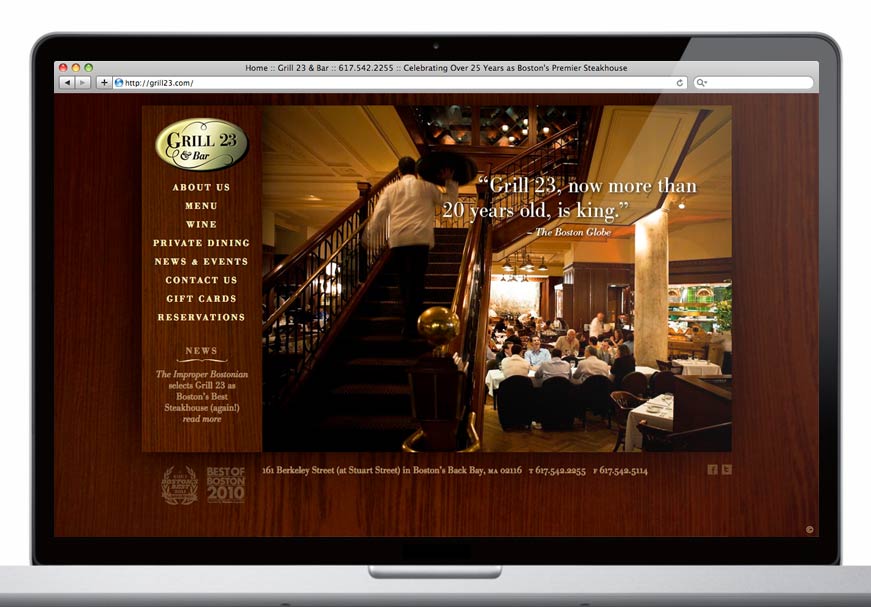 Home :: Grill 23 & Bar :: 617.542.2255 :: Celebrating Over 25 Years as Boston's Premier Steakhouse
http://grill23.com/
GRILL 23
& Bar
ABOUT US
MENU
WINE
PRIVATE DINING
NEWS & EVENTS
CONTACT US
GIFT CARDS
RESERVATIONS
NEWS
The Improper Bostonian
selects Grill 23 as
Boston's Best
Steakhouse (again!)
read more
“Grill 23, now more than
20 years old, is king.”
– The Boston Globe
BOSTON'S
BEST
BEST OF
BOSTON
2010
161 Berkeley Street (at Stuart Street) in Boston's Back Bay, MA 02116 T 617.542.2255 F 617.542.5114
f
©